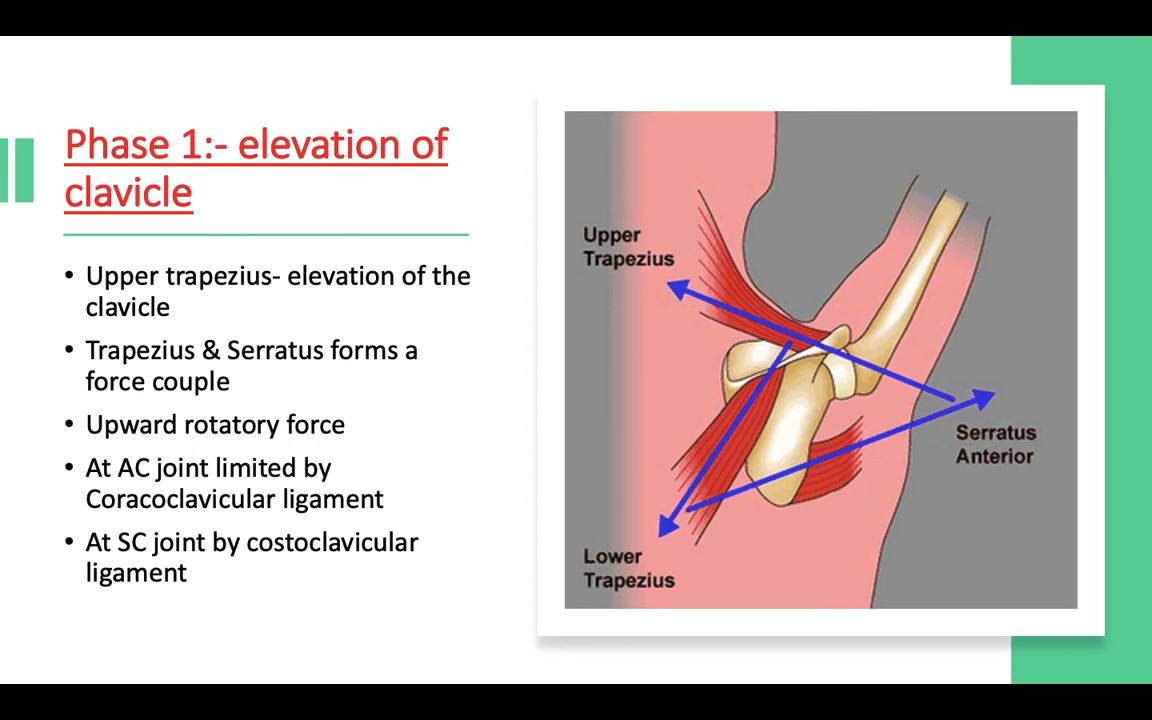 Phase 1:- elevation of
clavicle
• Upper trapezius- elevation of the
clavicle
• Trapezius & Serratus forms a
force couple
• Upward rotatory force
• At AC joint limited by
Coracoclavicular ligament
• At SC joint by costoclavicular
ligament
Upper
Trapezius
Serratus
Anterior
Lower
Trapezius